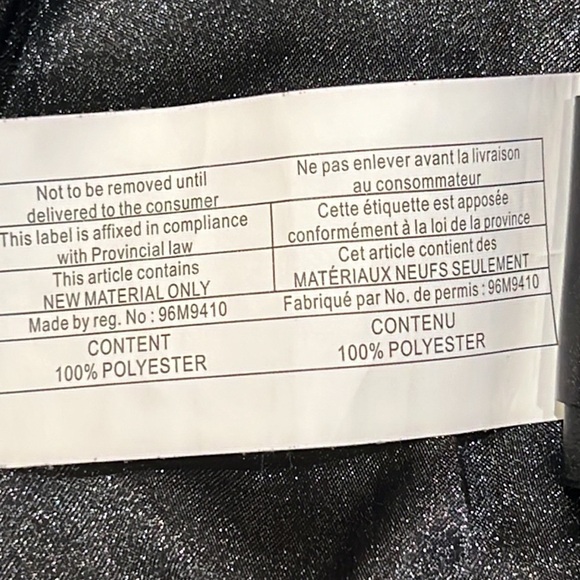 Not to be removed until
delivered to the consumer
This label is affixed in compliance
with Provincial law
This article contains
NEW MATERIAL ONLY
Made by reg. No : 96M9410
CONTENT
100% POLYESTER
Ne pas enlever avant la livraison
au consommateur
Cette étiquette est apposée
conformément à la loi de la province
Cet article contient des
MATÉRIAUX NEUFS SEULEMENT
Fabriqué par No. de permis : 96M9410
CONTENU
100% POLYESTER